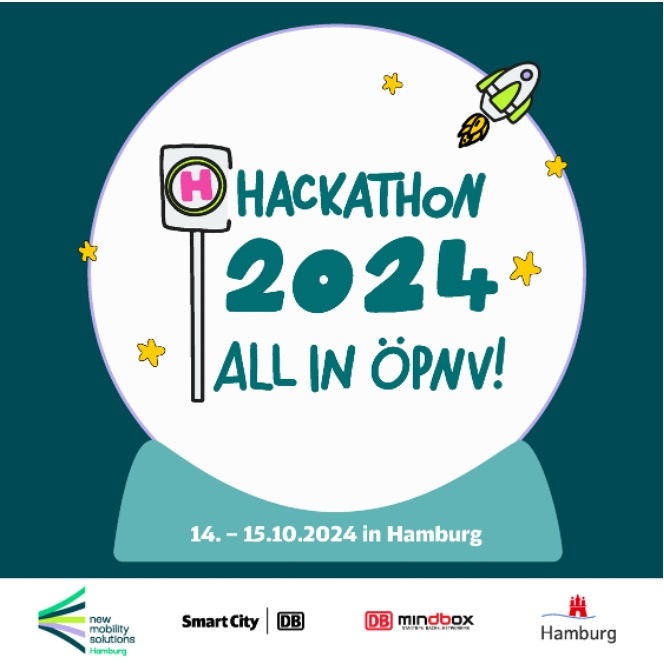 H
HACKATHON
2024
ALL IN ÖPNV!
14. – 15.10.2024 in Hamburg
new
mobility
solutions
Hamburg
Smart City | DB
DB mindbox
Hamburg